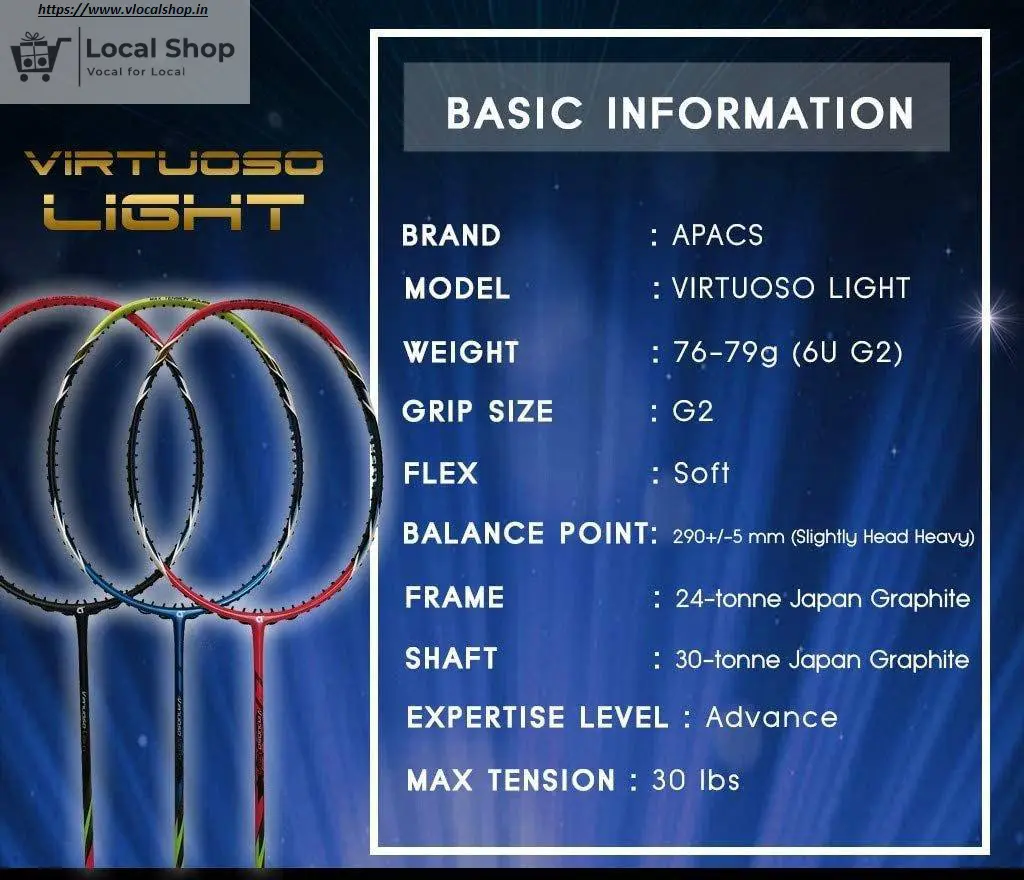 https://www.vlocalshop.in
Local Shop
Vocal for Local
VIRTUOSO
LIGHT
BASIC INFORMATION
BRAND : APACS
MODEL : VIRTUOSO LIGHT
WEIGHT : 76-79g (6U G2)
GRIP SIZE : G2
FLEX : Soft
BALANCE POINT: 290+/-5 mm (Slightly Head Heavy)
FRAME : 24-tonne Japan Graphite
SHAFT : 30-tonne Japan Graphite
EXPERTISE LEVEL : Advance
MAX TENSION : 30 lbs